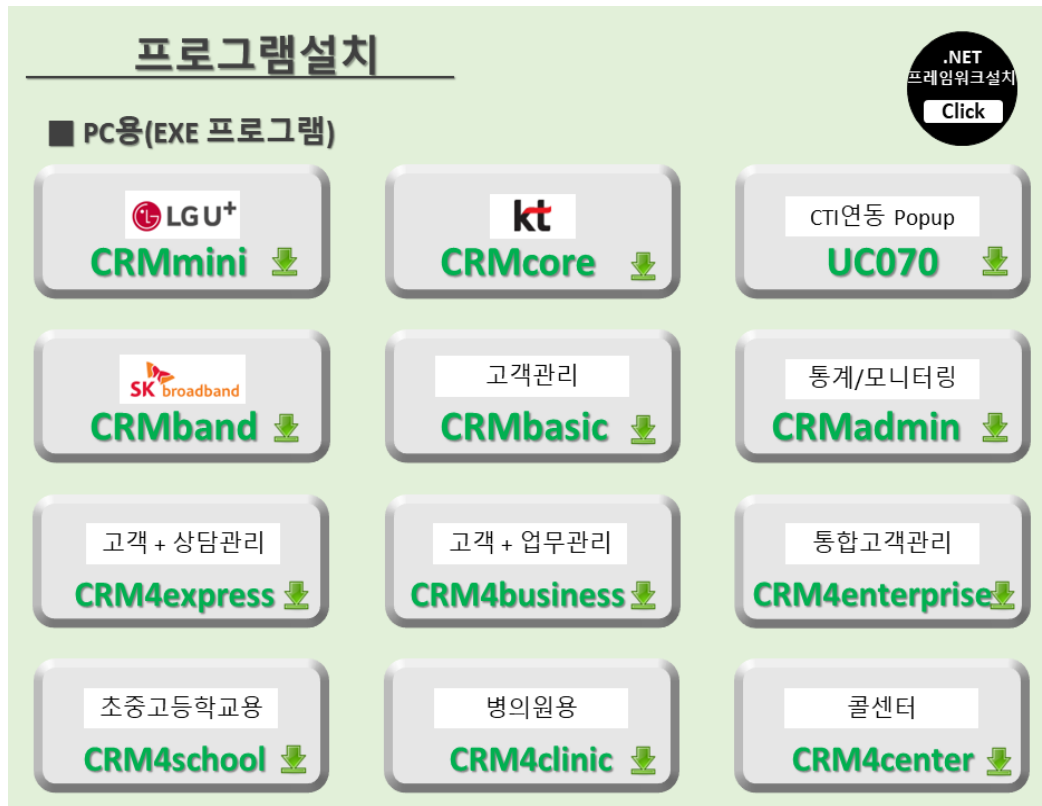 프로그램설치
.NET
프레임워크설치
Click
■ PC용(EXE 프로그램)
LG U+
CRMmini
kt
CRMcore
CTI연동 Popup
UC070
SK broadband
CRMband
고객관리
CRMbasic
통계/모니터링
CRMadmin
고객 + 상담관리
CRM4express
고객 + 업무관리
CRM4business
통합고객관리
CRM4enterprise
초중고등학교용
CRM4school
병의원용
CRM4clinic
콜센터
CRM4center